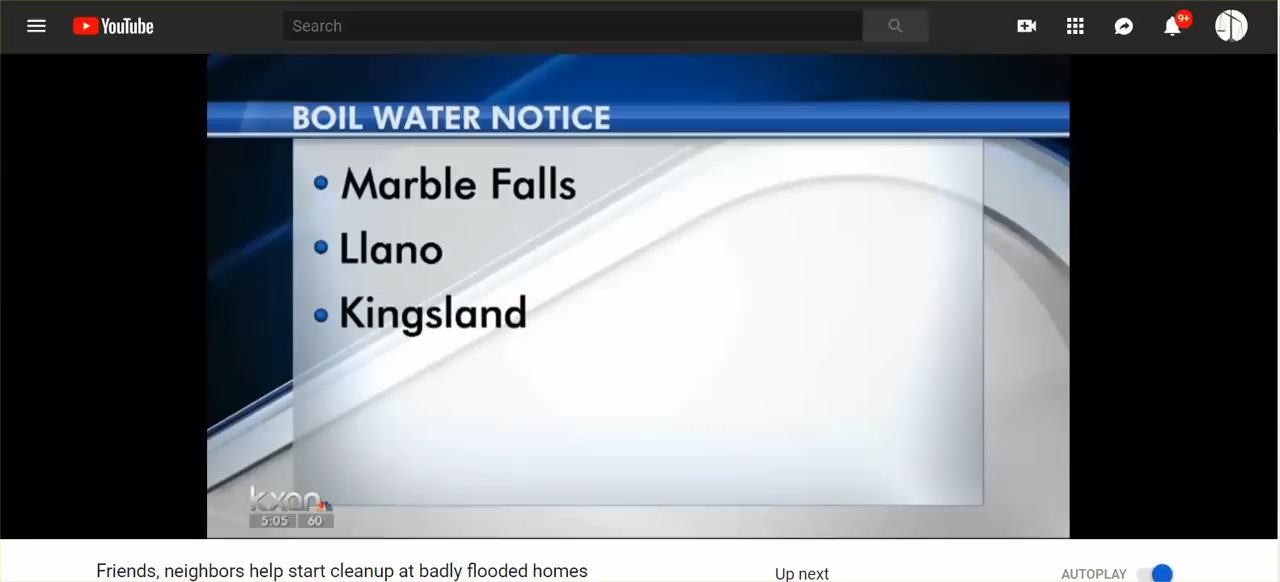 YouTube
Search
9+
BOIL WATER NOTICE
• Marble Falls
• Llano
• Kingsland
kxan
5:05 60
Friends, neighbors help start cleanup at badly flooded homes
Up next
AUTOPLAY